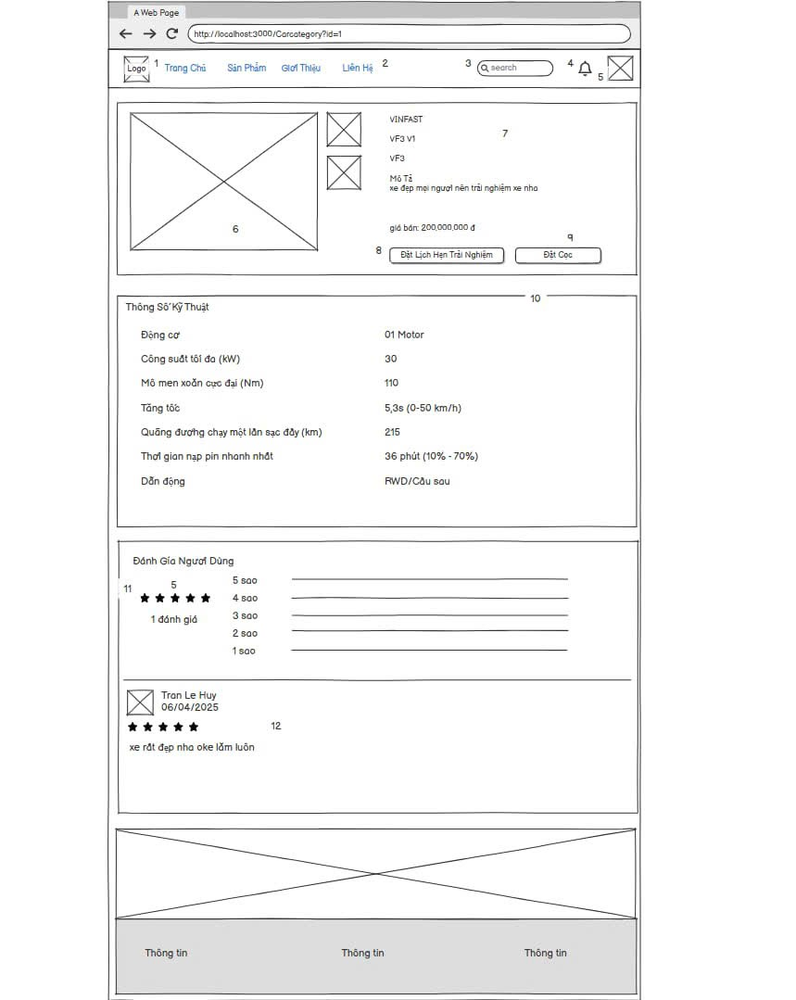 A Web Page
http://localhost:3000/Carcategory?id=1
Logo 1 Trang Chủ Sản Phẩm Giới Thiệu Liên Hệ 2 3 search 4 5
VINFAST
VF3 V1 7
VF3
Mô Tả
xe đẹp mọi người nên trải nghiệm xe nha
6 giá bán: 200,000,000 đ
9
8 Đặt Lịch Hẹn Trải Nghiệm Đặt Cọc
10
Thông Số Kỹ Thuật
Động cơ 01 Motor
Công suất tối đa (kW) 30
Mô men xoắn cực đại (Nm) 110
Tăng tốc 5,3s (0-50 km/h)
Quãng đường chạy một lần sạc đầy (km) 215
Thời gian nạp pin nhanh nhất 36 phút (10% - 70%)
Dẫn động RWD/Cầu sau
Đánh Gía Người Dùng
11 5 5 sao
4 sao
1 đánh giá 3 sao
2 sao
1 sao
Tran Le Huy
06/04/2025
12
xe rất đẹp nha oke lắm luôn
Thông tin Thông tin Thông tin